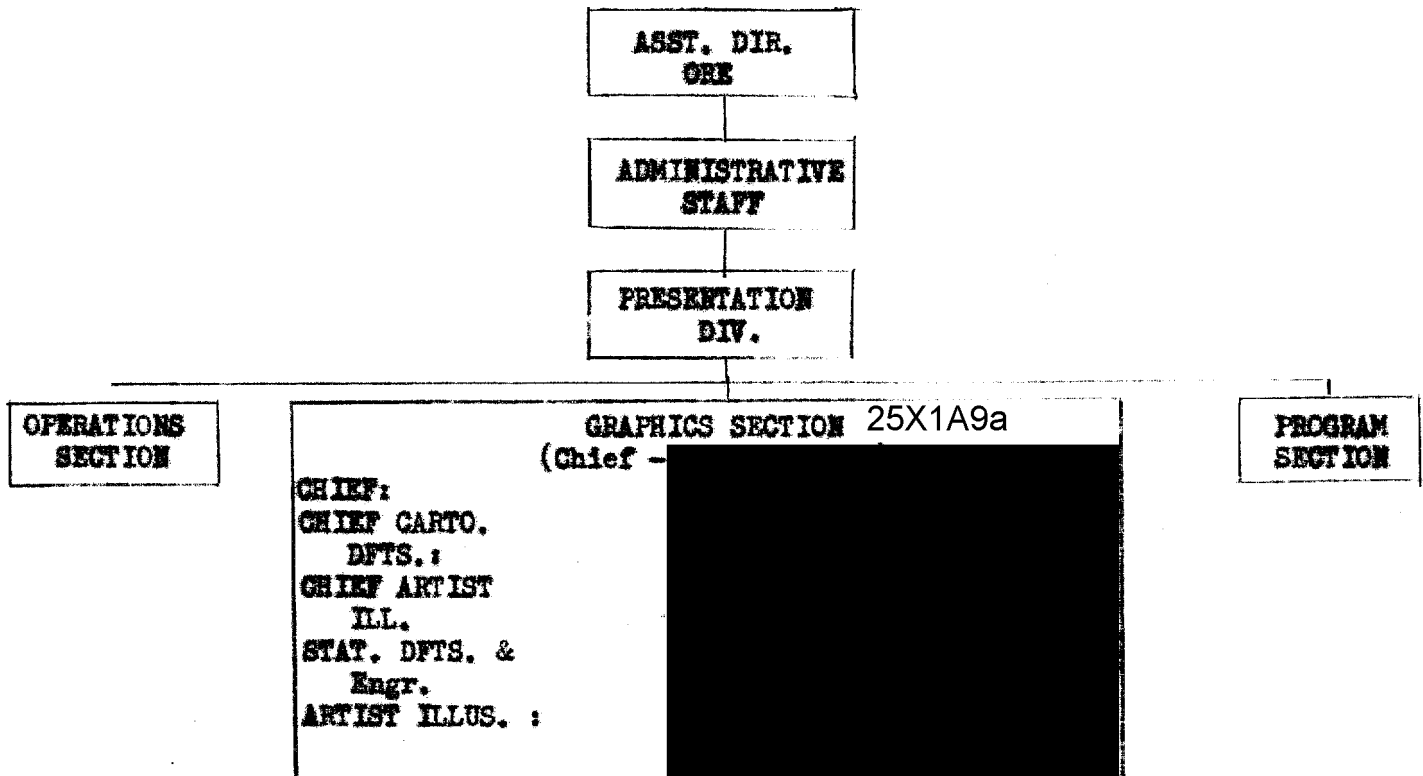 ASST. DIR.
ORE
ADMINISTRATIVE
STAFF
PRESENTATION
DIV.
OPERATIONS
SECTION
GRAPHICS SECTION 25X1A9a
(Chief -
CHIEF:
CHIEF CARTO.
DFTS.:
CHIEF ARTIST
ILL.
STAT. DFTS. &
Engr.
ARTIST ILLUS. :
PROGRAM
SECTION